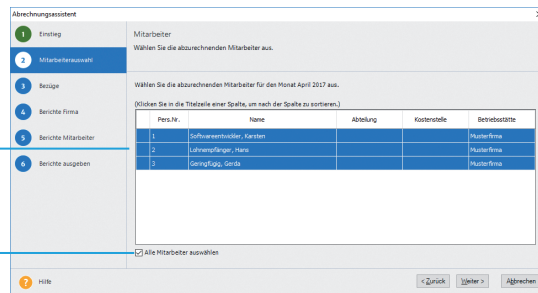 Abrechnungsassistent
1 Einstieg
2 Mitarbeiterauswahl
3 Bezüge
4 Berichte Firma
5 Berichte Mitarbeiter
6 Berichte ausgeben
Mitarbeiter
Wählen Sie die abzurechnenden Mitarbeiter aus.
Wählen Sie die abzurechnenden Mitarbeiter für den Monat April 2017 aus.
(Klicken Sie in die Titelzeile einer Spalte, um nach der Spalte zu sortieren.)
Pers.Nr. Name Abteilung Kostenstelle Betriebsstätte
1 Softwareentwickler, Karsten Musterfirma
2 Lohnempfänger, Hans Musterfirma
3 Geringfügig, Gerda Musterfirma
Alle Mitarbeiter auswählen
? Hilfe
< Zurück Weiter > Abbrechen